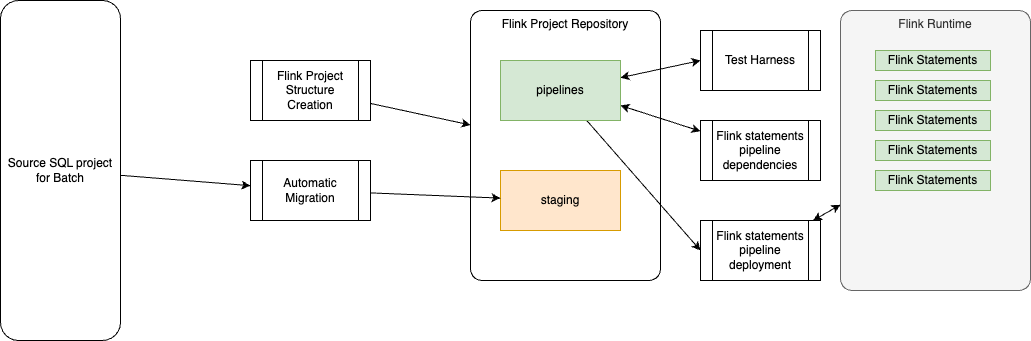 Source SQL project
for Batch
Flink Project
Structure
Creation
Automatic
Migration
Flink Project Repository
pipelines
staging
Test Harness
Flink statements
pipeline
dependencies
Flink statements
pipeline
deployment
Flink Runtime
Flink Statements
Flink Statements
Flink Statements
Flink Statements
Flink Statements